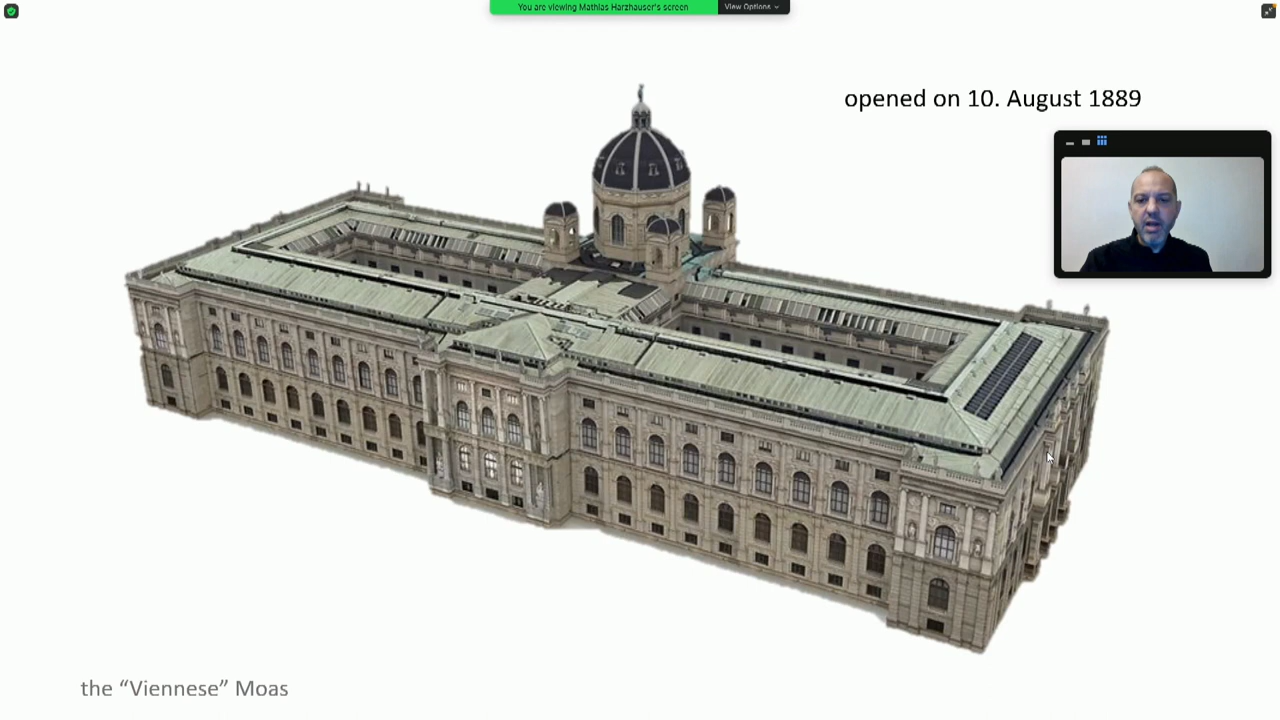 You are viewing Mathias Harzhauser's screen
View Options
opened on 10. August 1889
the “Viennese” Moas